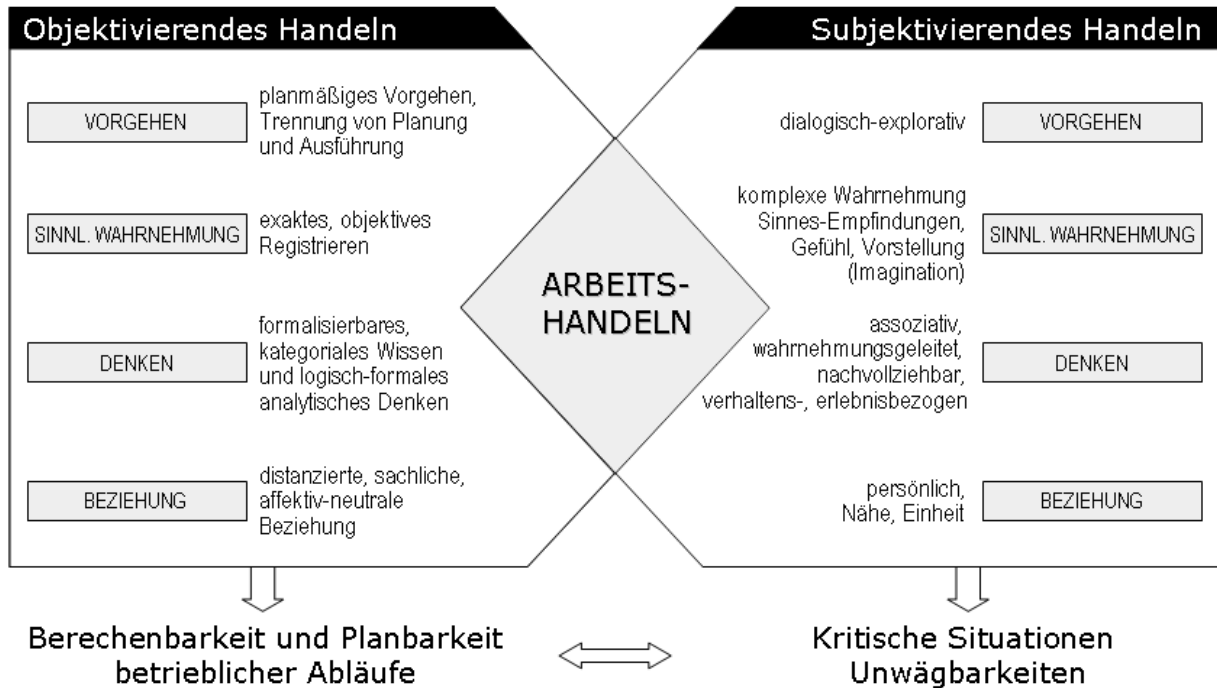 Objektivierendes Handeln
VORGEHEN
planmäßiges Vorgehen,
Trennung von Planung
und Ausführung
SINNL. WAHRNEHMUNG
exaktes, objektives
Registrieren
DENKEN
formalisierbares,
kategoriales Wissen
und logisch-formales
analytisches Denken
BEZIEHUNG
distanzierte, sachliche,
affektiv-neutrale
Beziehung
ARBEITS-
HANDELN
Subjektivierendes Handeln
dialogisch-explorativ
VORGEHEN
komplexe Wahrnehmung
Sinnes-Empfindungen,
Gefühl, Vorstellung
(Imagination)
SINNL. WAHRNEHMUNG
assoziativ,
wahrnehmungsgeleitet,
nachvollziehbar,
verhaltens-, erlebnisbezogen
DENKEN
persönlich,
Nähe, Einheit
BEZIEHUNG
Berechenbarkeit und Planbarkeit
betrieblicher Abläufe
Kritische Situationen
Unwägbarkeiten